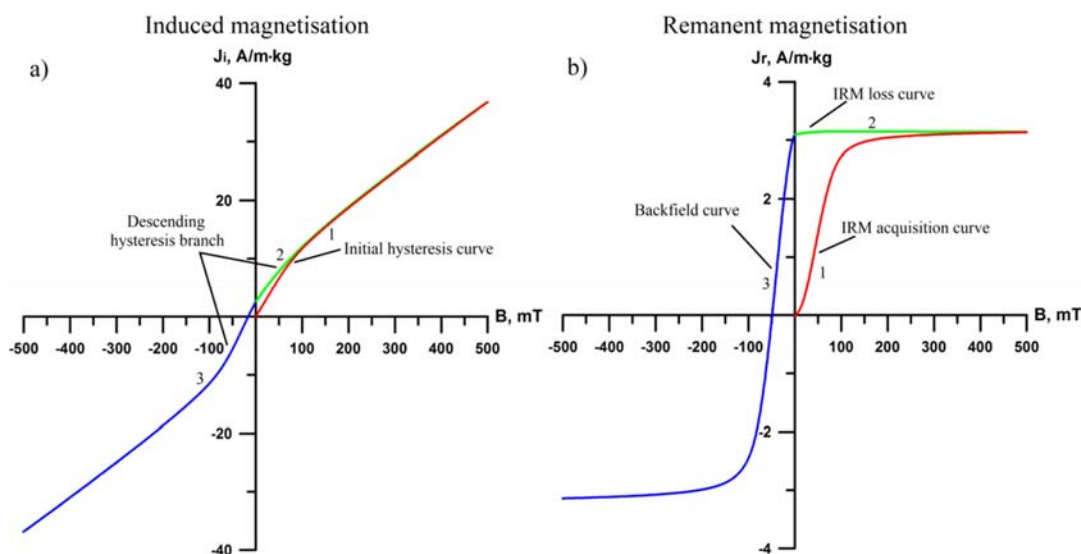 Induced magnetisation
Remanent magnetisation
a)
Ji, A/m·kg
40
20
-20
-40
Descending
hysteresis branch
2
1
Initial hysteresis curve
3
B, mT
-500 -400 -300 -200 -100 100 200 300 400 500
b)
Jr, A/m·kg
4
2
-2
-4
IRM loss curve
2
Backfield curve
IRM acquisition curve
3
1
B, mT
-500 -400 -300 -200 -100 100 200 300 400 500